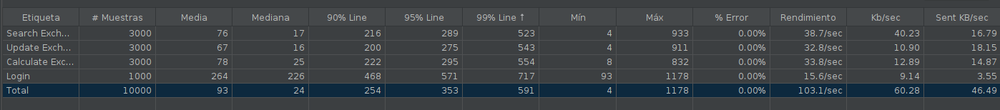 Etiqueta # Muestras Media Mediana 90% Line 95% Line 99% Line ↑ Mín Máx % Error Rendimiento Kb/sec Sent KB/sec
Search Exch... 3000 76 17 216 289 523 4 933 0.00% 38.7/sec 40.23 16.79
Update Exch... 3000 67 16 200 275 543 4 911 0.00% 32.8/sec 10.90 18.15
Calculate Exc... 3000 78 25 222 295 554 8 832 0.00% 33.8/sec 12.89 14.87
Login 1000 264 226 468 571 717 93 1178 0.00% 15.6/sec 9.14 3.55
Total 10000 93 24 254 353 591 4 1178 0.00% 103.1/sec 60.28 46.49